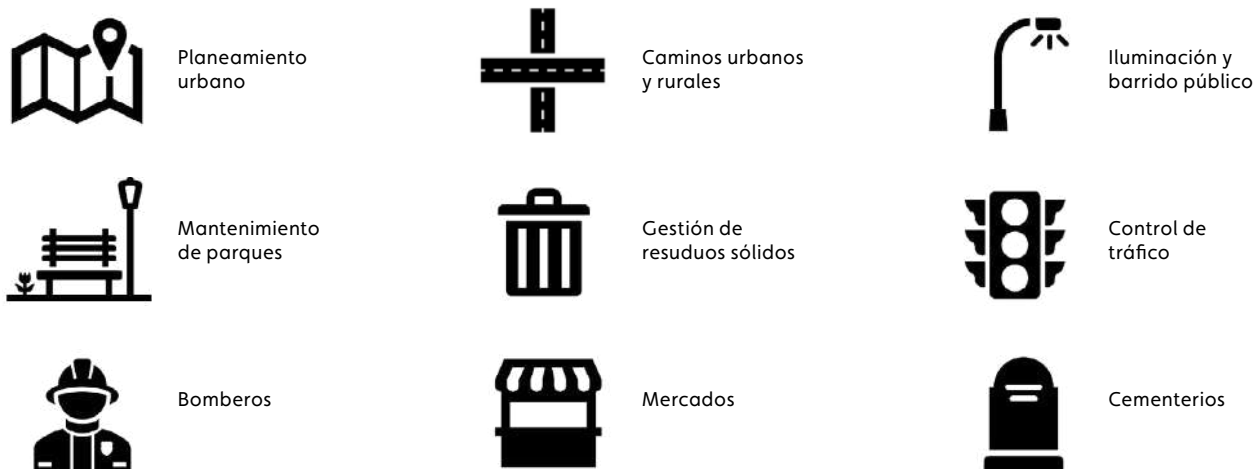 Planeamiento
urbano
Caminos urbanos
y rurales
Iluminación y
barrido público
Mantenimiento
de parques
Gestión de
resuduos sólidos
Control de
tráfico
Bomberos
Mercados
Cementerios